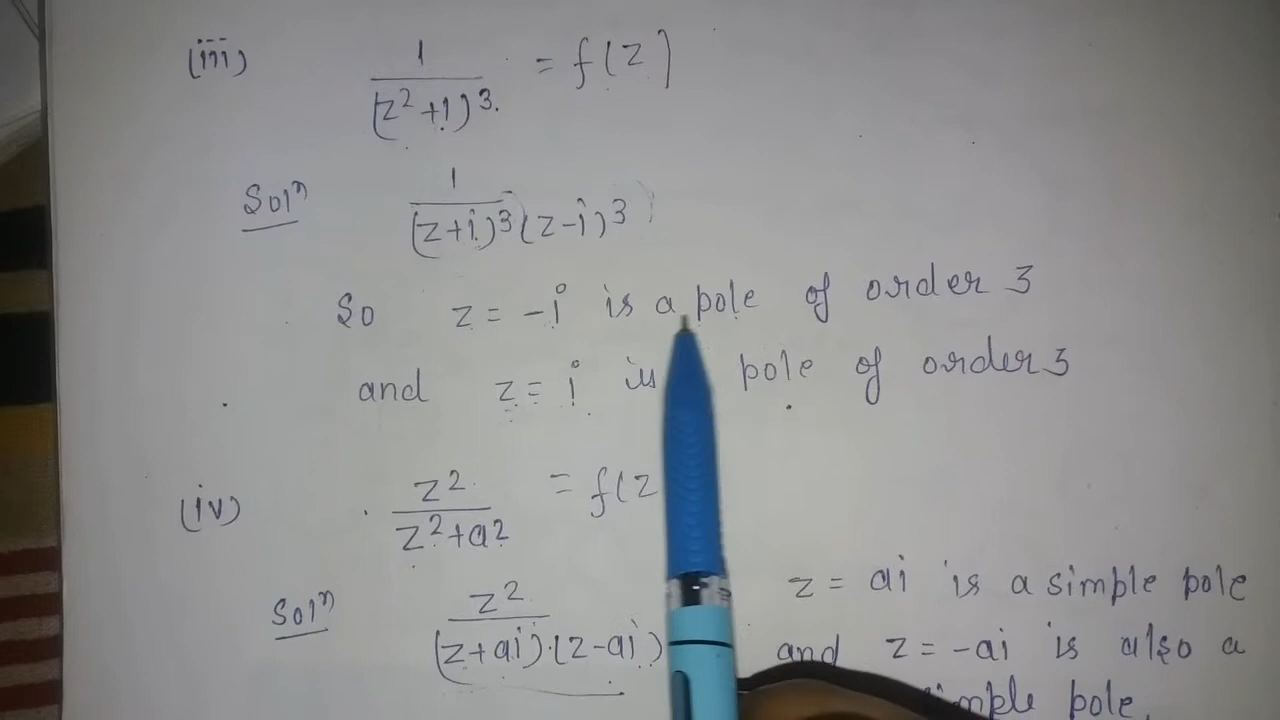 (iii) 1/(z²+1)³ = f(z)
Solⁿ 1/((z+i)³(z-i)³)
So z = -i is a pole of order 3
and z = i is pole of order 3
(iv) z²/(z²+a²) = f(z
Solⁿ z²/((z+ai)·(z-ai)) z = ai is a simple pole
and z = -ai is also a
simple pole.